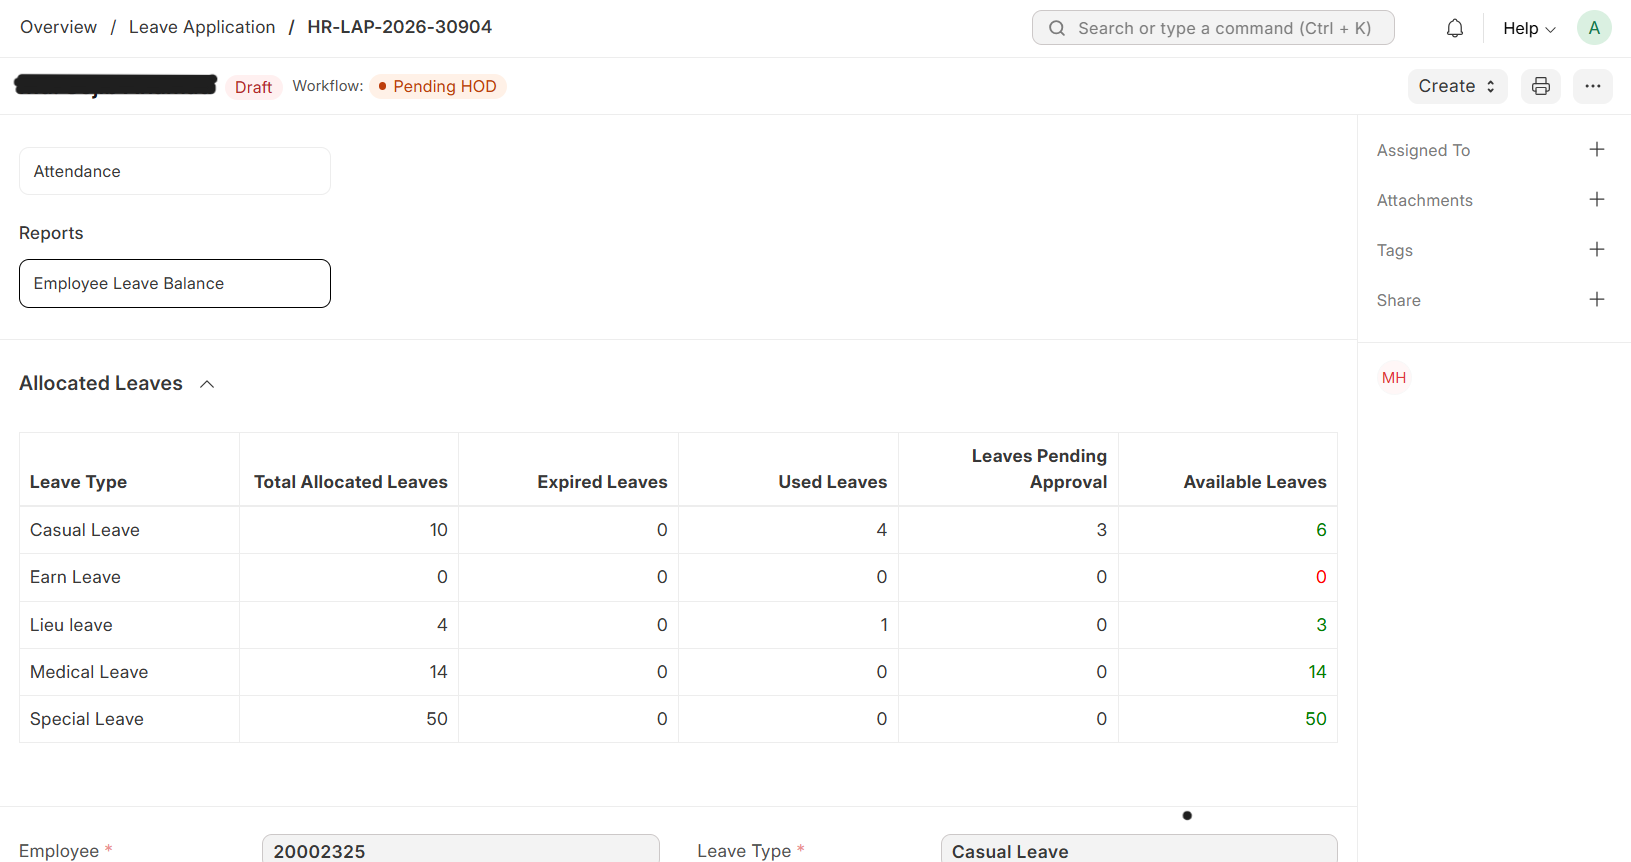 Overview / Leave Application / HR-LAP-2026-30904
Search or type a command (Ctrl + K)
Help
A
Draft
Workflow: Pending HOD
Create
Attendance
Reports
Employee Leave Balance
Assigned To
Attachments
Tags
Share
MH
Allocated Leaves
Leave Type Total Allocated Leaves Expired Leaves Used Leaves Leaves Pending Approval Available Leaves
Casual Leave 10 0 4 3 6
Earn Leave 0 0 0 0 0
Lieu leave 4 0 1 0 3
Medical Leave 14 0 0 0 14
Special Leave 50 0 0 0 50
Employee * 20002325 Leave Type * Casual Leave